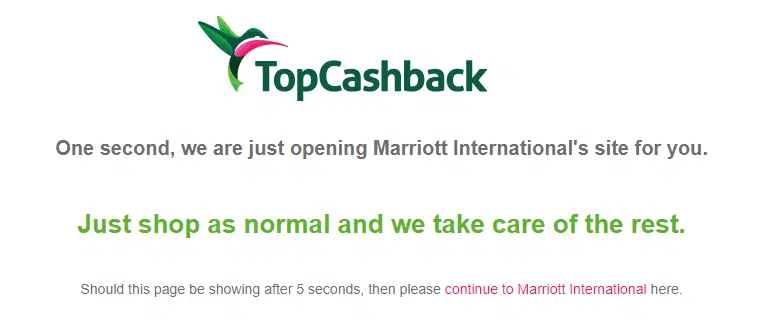 TopCashback
One second, we are just opening Marriott International's site for you.
Just shop as normal and we take care of the rest.
Should this page be showing after 5 seconds, then please continue to Marriott International here.